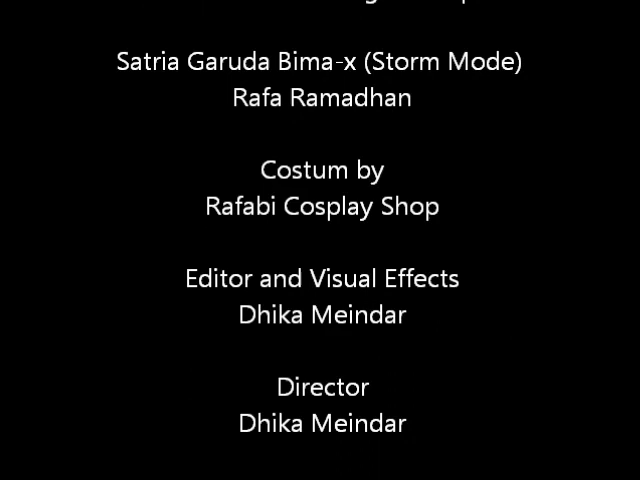 Satria Garuda Bima-x (Storm Mode)
Rafa Ramadhan
Costum by
Rafabi Cosplay Shop
Editor and Visual Effects
Dhika Meindar
Director
Dhika Meindar